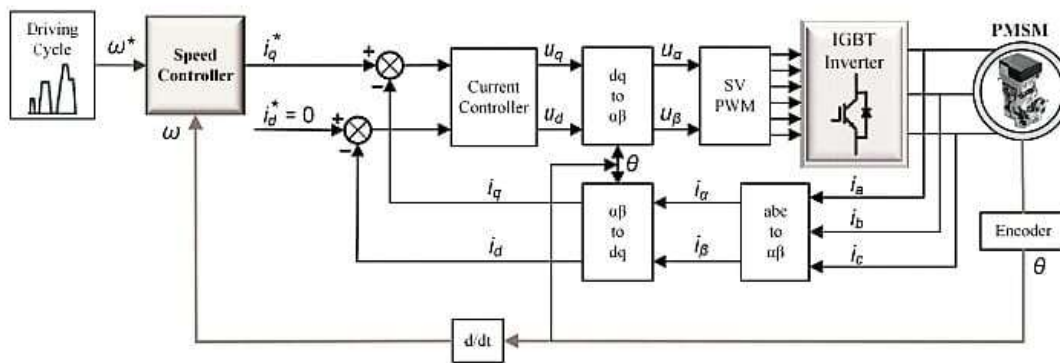 Driving
Cycle
ω*
Speed
Controller
ω
i*q
i*d = 0
+
−
+
−
Current
Controller
uq
ud
dq
to
αβ
uα
uβ
SV
PWM
IGBT
Inverter
PMSM
θ
iq
id
αβ
to
dq
iα
iβ
abc
to
αβ
ia
ib
ic
Encoder
θ
d/dt